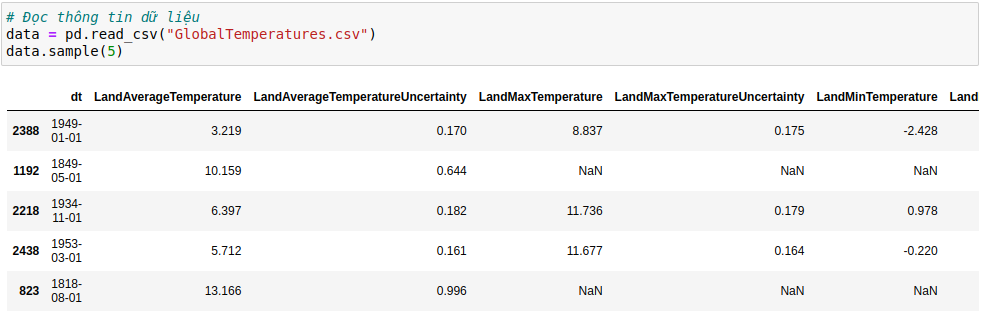 # Đọc thông tin dữ liệu
data = pd.read_csv("GlobalTemperatures.csv")
data.sample(5)
dt LandAverageTemperature LandAverageTemperatureUncertainty LandMaxTemperature LandMaxTemperatureUncertainty LandMinTemperature Land
2388 1949-01-01 3.219 0.170 8.837 0.175 -2.428
1192 1849-05-01 10.159 0.644 NaN NaN NaN
2218 1934-11-01 6.397 0.182 11.736 0.179 0.978
2438 1953-03-01 5.712 0.161 11.677 0.164 -0.220
823 1818-08-01 13.166 0.996 NaN NaN NaN